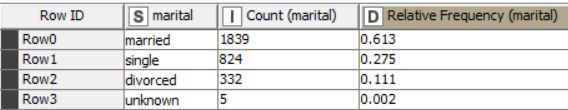 Row ID S marital I Count (marital) D Relative Frequency (marital)
Row0 married 1839 0.613
Row1 single 824 0.275
Row2 divorced 332 0.111
Row3 unknown 5 0.002